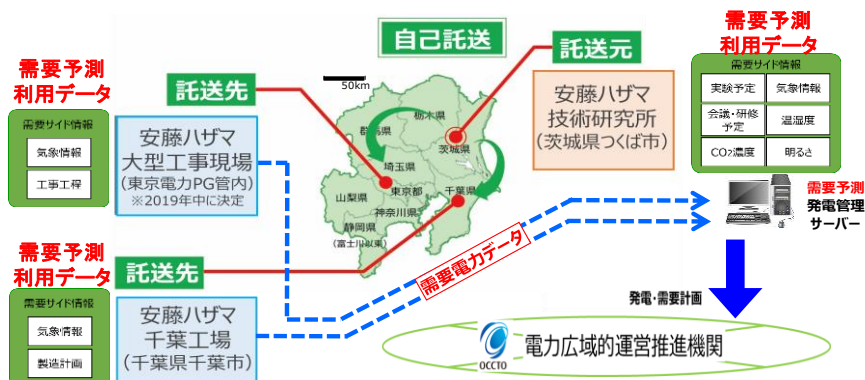 需要予測
利用データ
需要サイド情報
気象情報
工事工程
託送先
安藤ハザマ
大型工事現場
(東京電力PG管内)
※2019年中に決定
自己託送
50km
託送元
安藤ハザマ
技術研究所
(茨城県つくば市)
需要予測
利用データ
需要サイド情報
実験予定
気象情報
会議・研修
予定
温湿度
CO₂濃度
明るさ
栃木県
群馬県
茨城県
埼玉県
山梨県
東京都
千葉県
神奈川県
静岡県
(富士川以東)
需要予測
発電管理
サーバー
需要予測
利用データ
需要サイド情報
気象情報
製造計画
託送先
安藤ハザマ
千葉工場
(千葉県千葉市)
需要電力データ
発電・需要計画
OCCTO
電力広域的運営推進機関